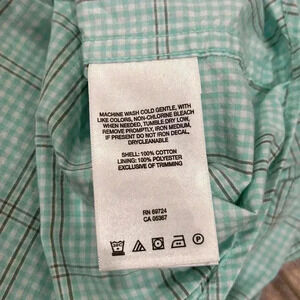 MACHINE WASH COLD GENTLE, WITH
LIKE COLORS, NON-CHLORINE BLEACH
WHEN NEEDED, TUMBLE DRY LOW,
REMOVE PROMPTLY, IRON MEDIUM,
IF PRESENT DO NOT IRON DECAL,
DRYCLEANABLE
SHELL: 100% COTTON
LINING: 100% POLYESTER
EXCLUSIVE OF TRIMMING
RN 69724
CA 05367
P